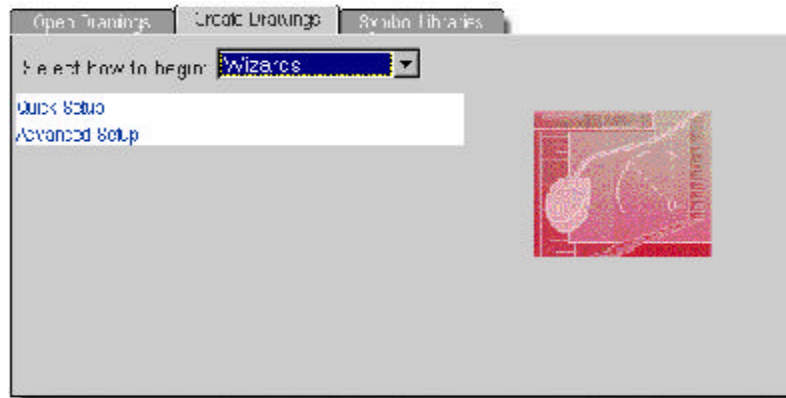 Open Drawings Create Drawings Symbol Libraries
Select how to begin: Wizards
Quick Setup
Advanced Setup